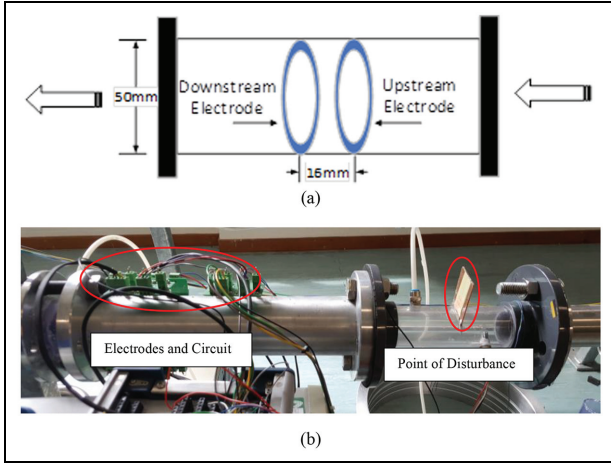 Downstream
Electrode
Upstream
Electrode
50mm
16mm
(a)
Electrodes and Circuit
Point of Disturbance
(b)